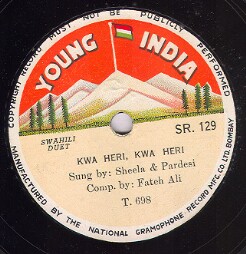 COPYRIGHT RECORD MUST NOT BE PUBLICLY PERFORMED
YOUNG INDIA
SWAHILI
DUET
SR. 129
KWA HERI, KWA HERI
Sung by: Sheela & Pardesi
Comp. by: Fateh Ali
T. 698
MANUFACTURED BY THE NATIONAL GRAMOPHONE RECORD MFG. CO. LTD. BOMBAY